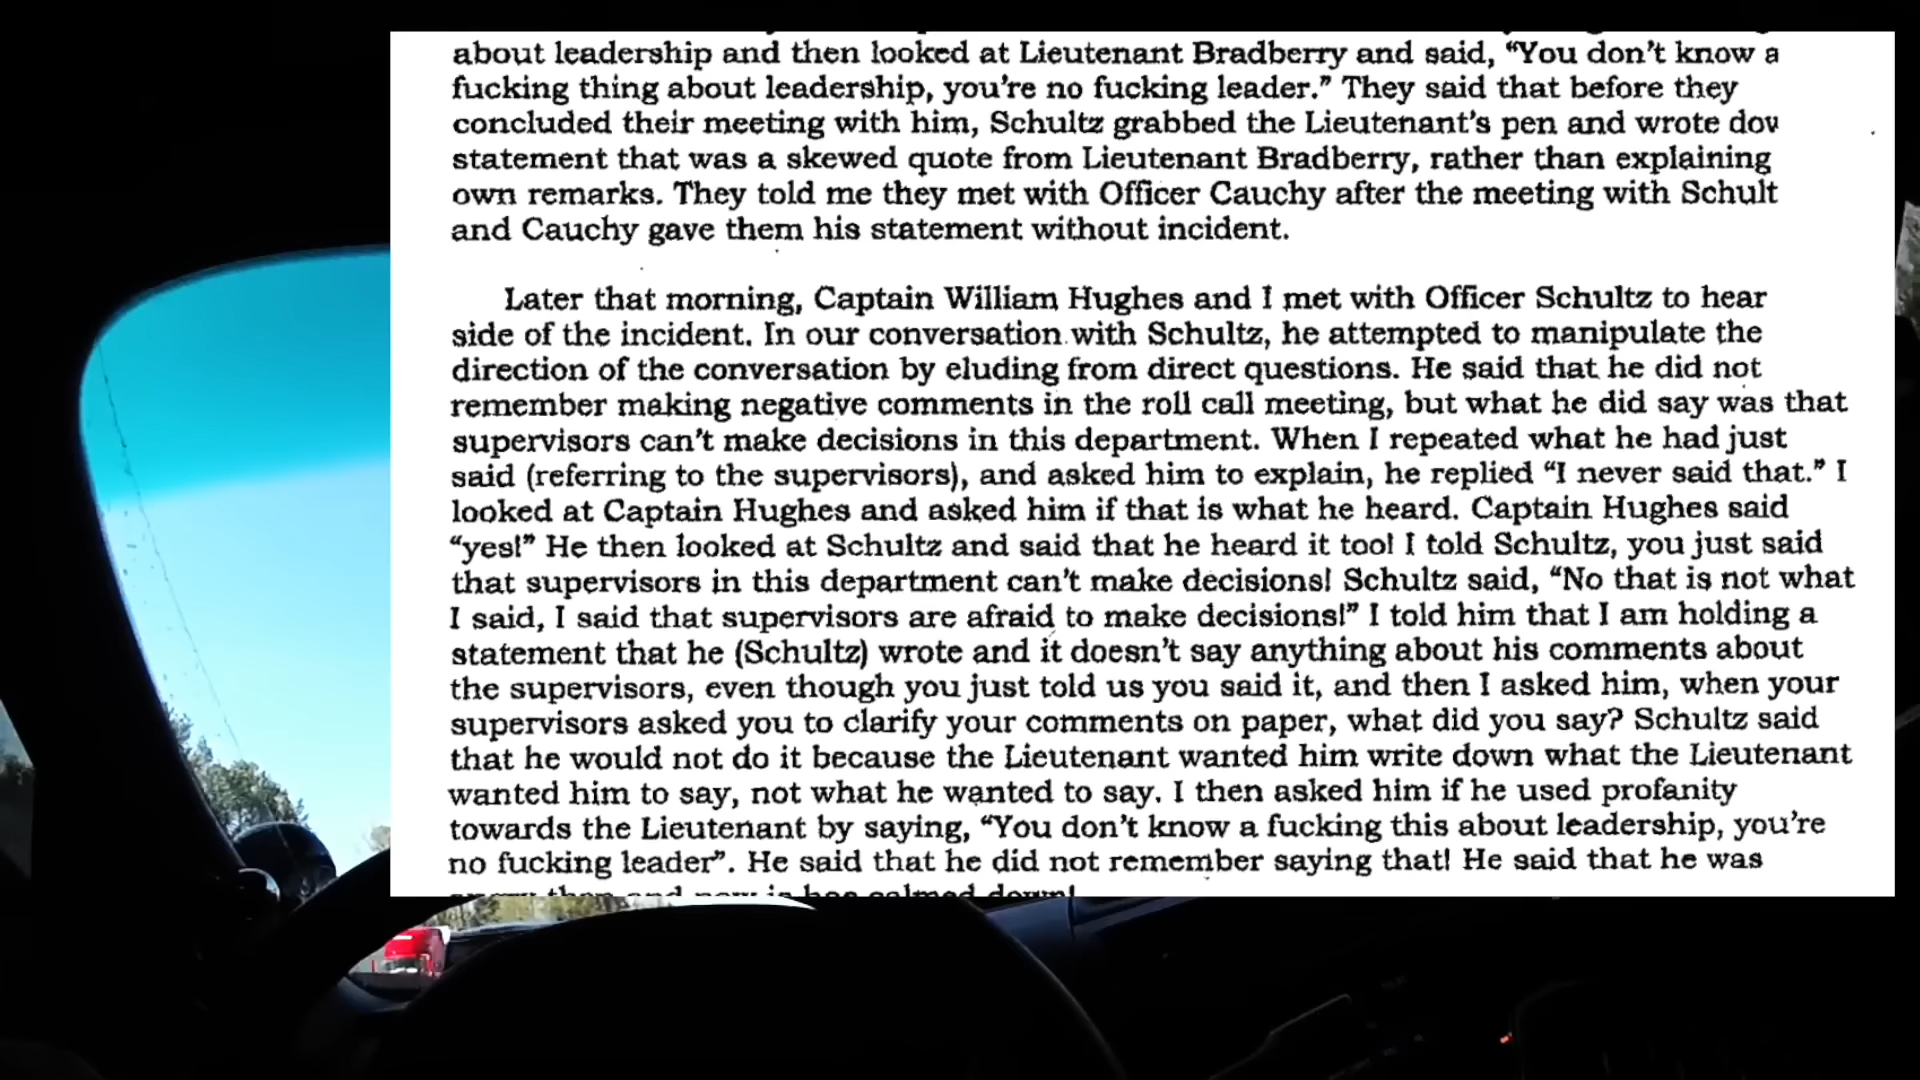 about leadership and then looked at Lieutenant Bradberry and said, “You don’t know a
fucking thing about leadership, you’re no fucking leader.” They said that before they
concluded their meeting with him, Schultz grabbed the Lieutenant’s pen and wrote
statement that was a skewed quote from Lieutenant Bradberry, rather than explaining
own remarks. They told me they met with Officer Cauchy after the meeting with Schult
and Cauchy gave them his statement without incident.
Later that morning, Captain William Hughes and I met with Officer Schultz to hear
side of the incident. In our conversation with Schultz, he attempted to manipulate the
direction of the conversation by eluding from direct questions. He said that he did not
remember making negative comments in the roll call meeting, but what he did say was that
supervisors can’t make decisions in this department. When I repeated what he had just
said (referring to the supervisors), and asked him to explain, he replied “I never said that.” I
looked at Captain Hughes and asked him if that is what he heard. Captain Hughes said
“yes!” He then looked at Schultz and said that he heard it too! I told Schultz, you just said
that supervisors in this department can’t make decisions! Schultz said, “No that is not what
I said, I said that supervisors are afraid to make decisions!” I told him that I am holding a
statement that he (Schultz) wrote and it doesn’t say anything about his comments about
the supervisors, even though you just told us you said it, and then I asked him, when your
supervisors asked you to clarify your comments on paper, what did you say? Schultz said
that he would not do it because the Lieutenant wanted him write down what the Lieutenant
wanted him to say, not what he wanted to say. I then asked him if he used profanity
towards the Lieutenant by saying, “You don’t know a fucking this about leadership, you’re
no fucking leader”. He said that he did not remember saying that! He said that he was
then and now is hes calmed down!